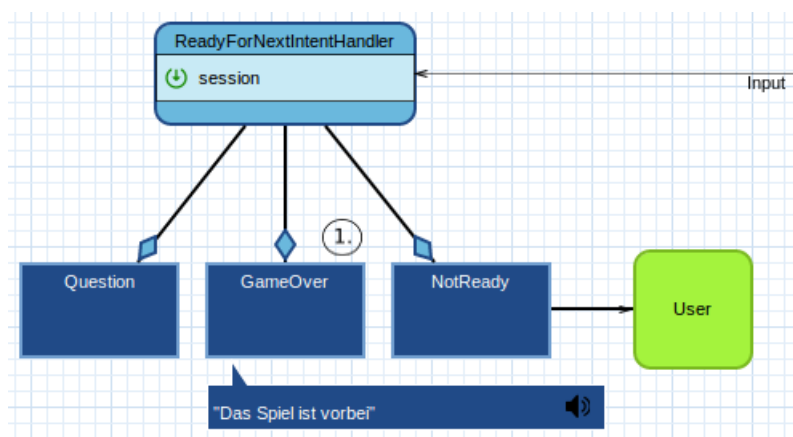 ReadyForNextIntentHandler
session
Input
1.
Question
GameOver
NotReady
User
"Das Spiel ist vorbei"